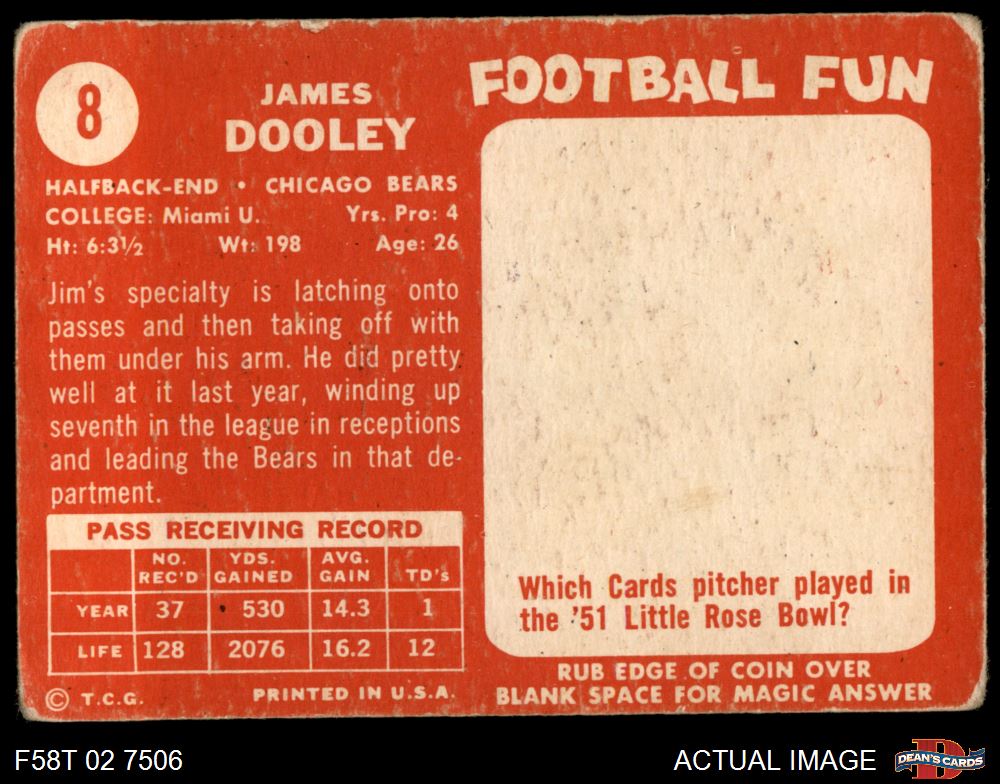 8
JAMES
DOOLEY
HALFBACK-END • CHICAGO BEARS
COLLEGE: Miami U. Yrs. Pro: 4
Ht: 6:3½ Wt: 198 Age: 26
Jim's specialty is latching onto
passes and then taking off with
them under his arm. He did pretty
well at it last year, winding up
seventh in the league in receptions
and leading the Bears in that de-
partment.
PASS RECEIVING RECORD
NO. REC'D YDS. GAINED AVG. GAIN TD's
YEAR 37 530 14.3 1
LIFE 128 2076 16.2 12
© T.C.G. PRINTED IN U.S.A.
FOOTBALL FUN
Which Cards pitcher played in
the '51 Little Rose Bowl?
RUB EDGE OF COIN OVER
BLANK SPACE FOR MAGIC ANSWER
F58T 02 7506
ACTUAL IMAGE
D
DEAN'S CARDS